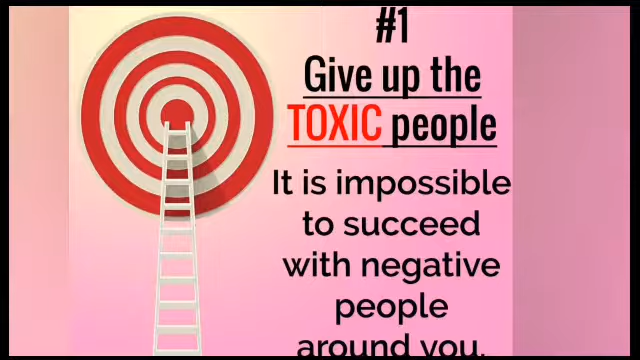 #1
Give up the
TOXIC people
It is impossible
to succeed
with negative
people
around you.